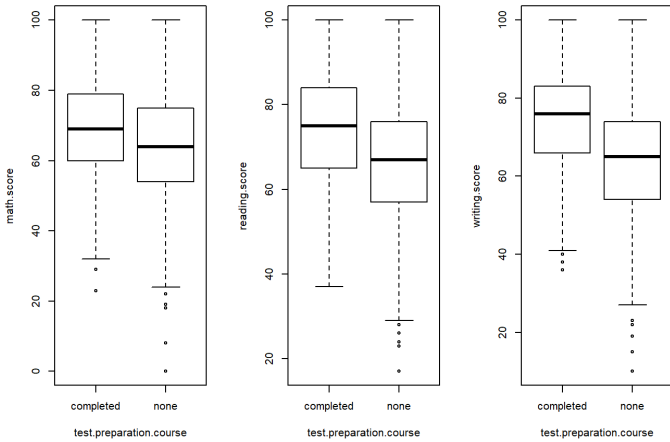 math.score
0
20
40
60
80
100
completed
none
test.preparation.course
reading.score
20
40
60
80
100
completed
none
test.preparation.course
writing.score
20
40
60
80
100
completed
none
test.preparation.course